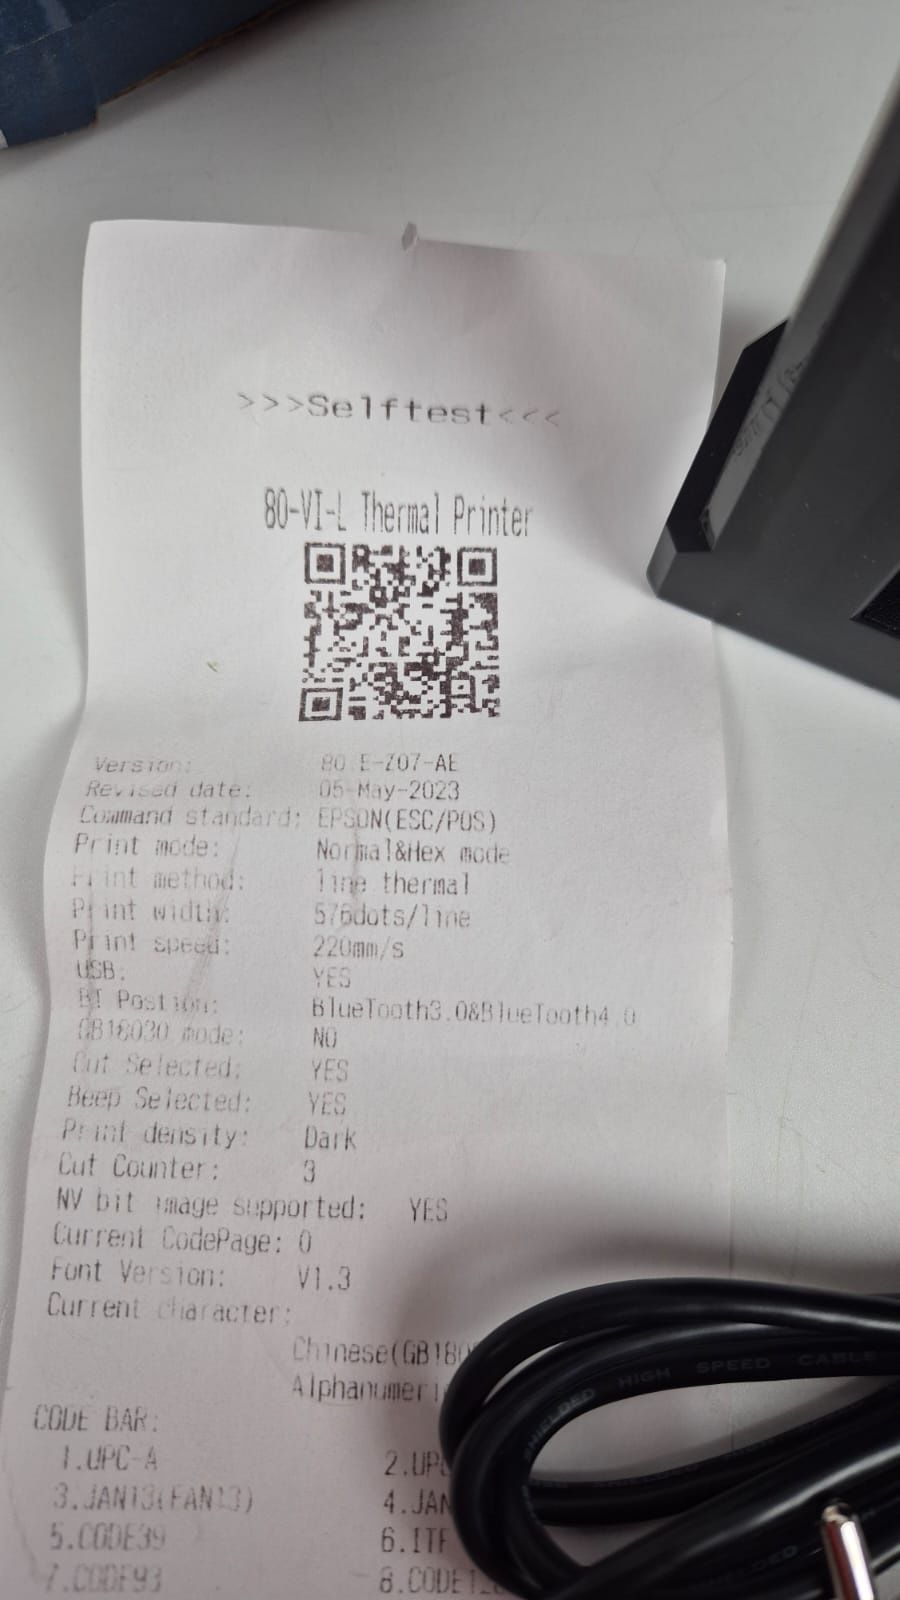 >>>Selftest<<<
80-VI-L Thermal Printer
Version: 80.E-Z07-AE
Revised date: 05-May-2023
Command standard: EPSON(ESC/POS)
Print mode: Normal&Hex mode
Print method: line thermal
Print width: 576dots/line
Print speed: 220mm/s
USB: YES
BT Postion: BlueTooth3.0&BlueTooth4.0
GB18030 mode: NO
Cut Selected: YES
Beep Selected: YES
Print density: Dark
Cut Counter: 3
NV bit image supported: YES
Current CodePage: 0
Font Version: V1.3
Current character:
Chinese(GB180
Alphanumeri
CODE BAR:
1.UPC-A 2.UP
3.JAN13(EAN13) 4.JAN
5.CODE39 6.ITF
7.CODE93 8.CODE12
SHIELDED HIGH SPEED CABLE